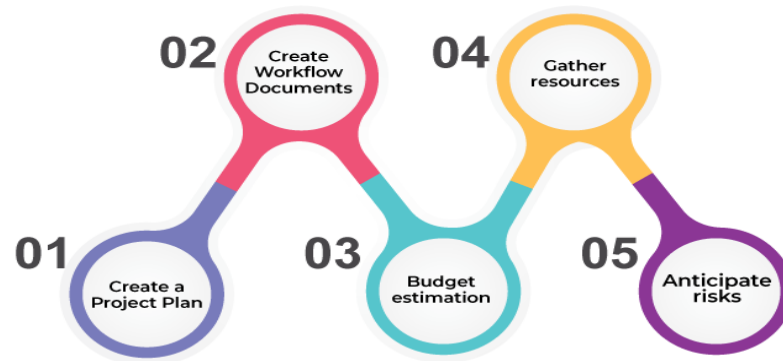 01
Create a
Project Plan
02
Create
Workflow
Documents
03
Budget
estimation
04
Gather
resources
05
Anticipate
risks